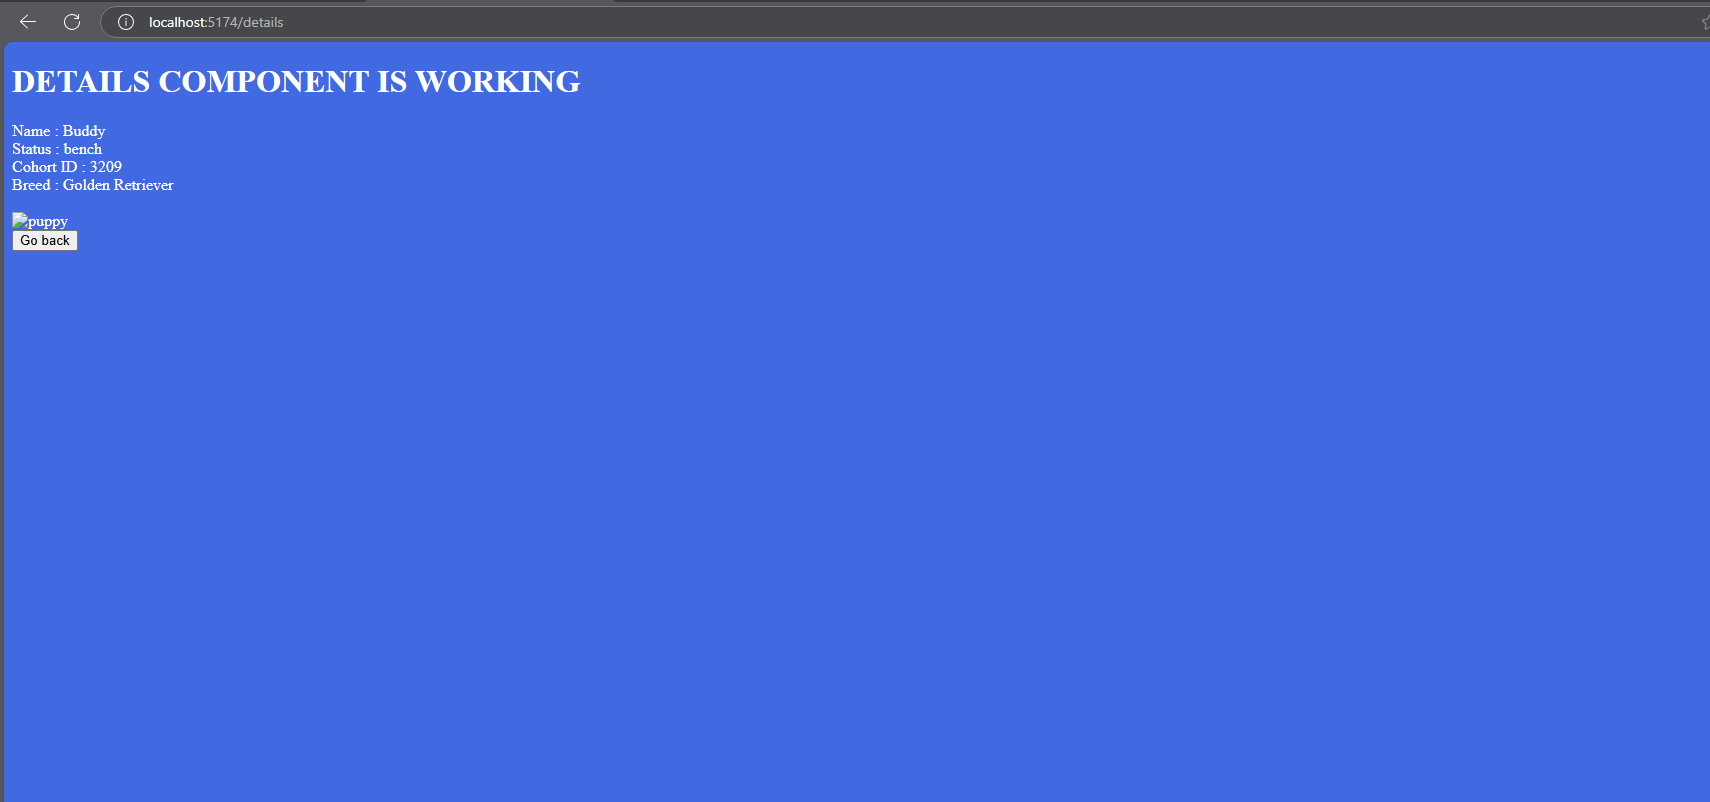 localhost:5174/details
DETAILS COMPONENT IS WORKING
Name : Buddy
Status : bench
Cohort ID : 3209
Breed : Golden Retriever
puppy
Go back